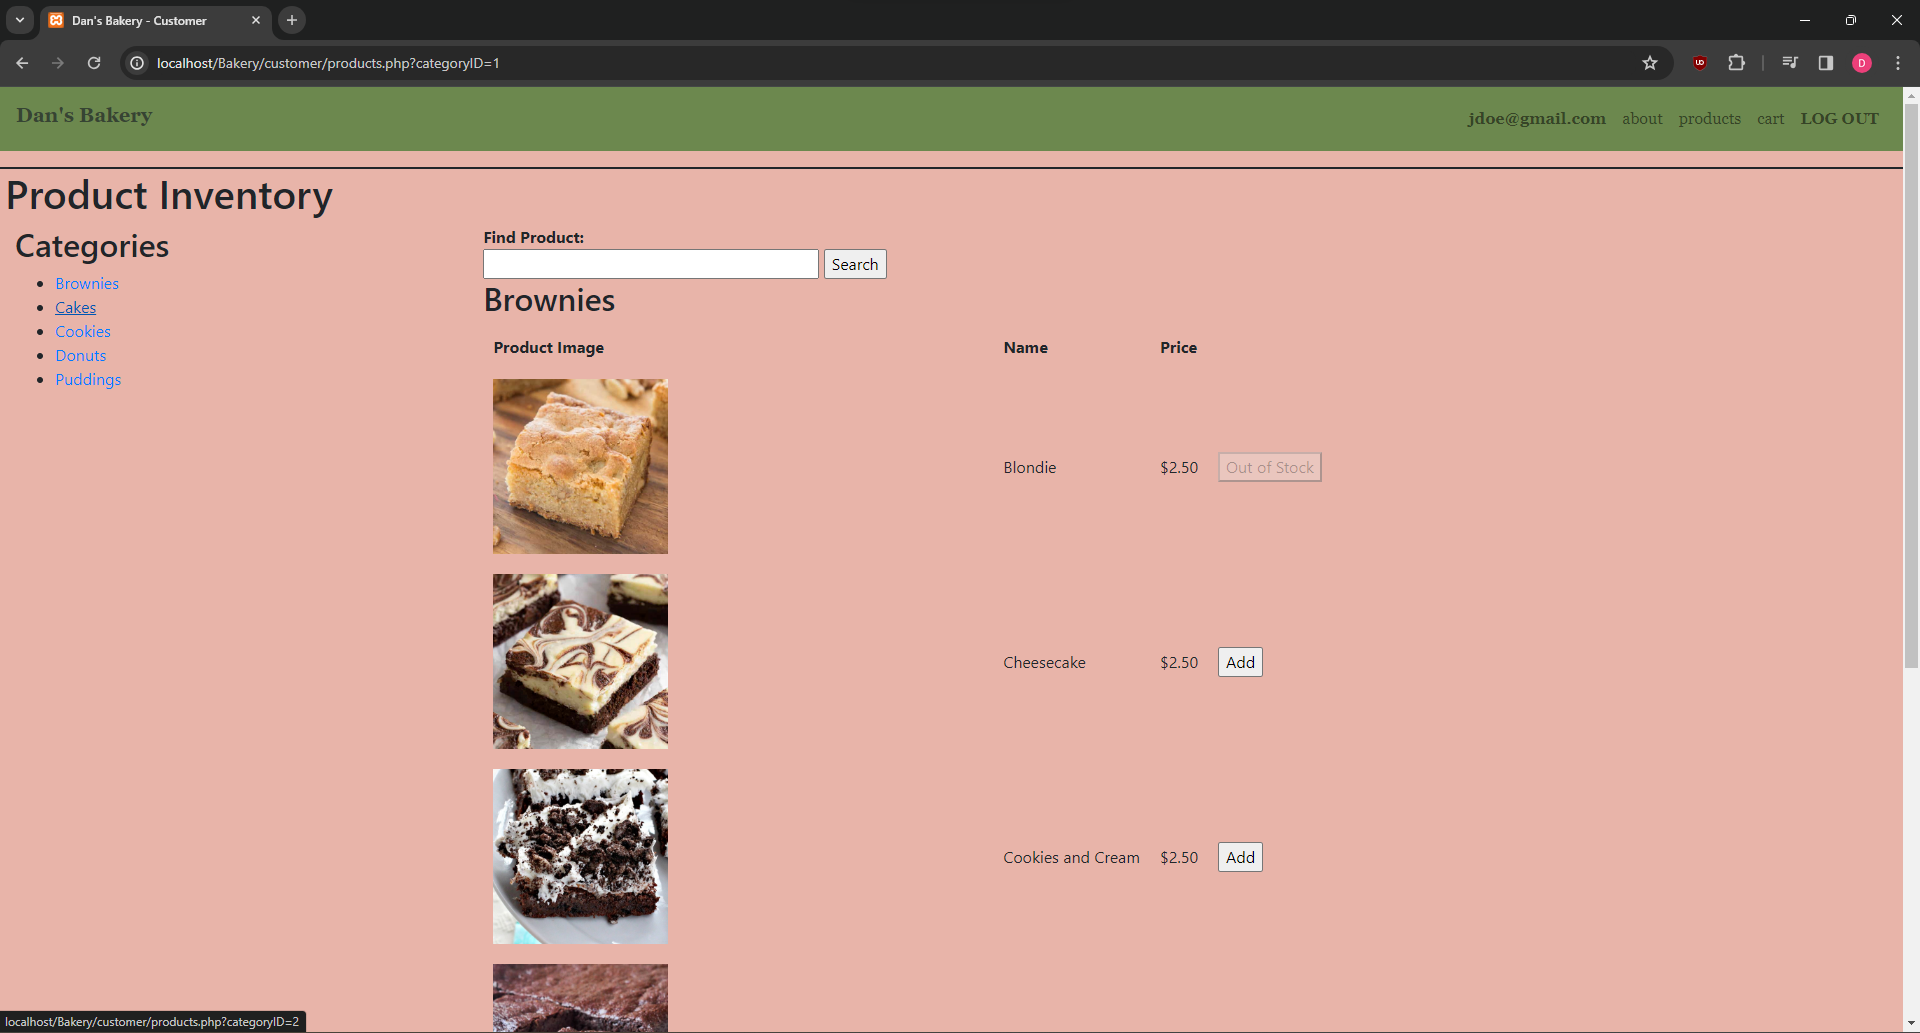 Dan's Bakery - Customer
localhost/Bakery/customer/products.php?categoryID=1
D
Dan's Bakery
jdoe@gmail.com about products cart LOG OUT
Product Inventory
Categories
Brownies
Cakes
Cookies
Donuts
Puddings
Find Product:
Search
Brownies
Product Image Name Price
Blondie $2.50 Out of Stock
Cheesecake $2.50 Add
Cookies and Cream $2.50 Add
localhost/Bakery/customer/products.php?categoryID=2